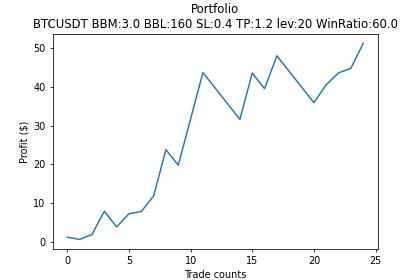 Portfolio
BTCUSDT BBM:3.0 BBL:160 SL:0.4 TP:1.2 lev:20 WinRatio:60.0
50
40
30
20
10
0
Profit ($)
0 5 10 15 20 25
Trade counts